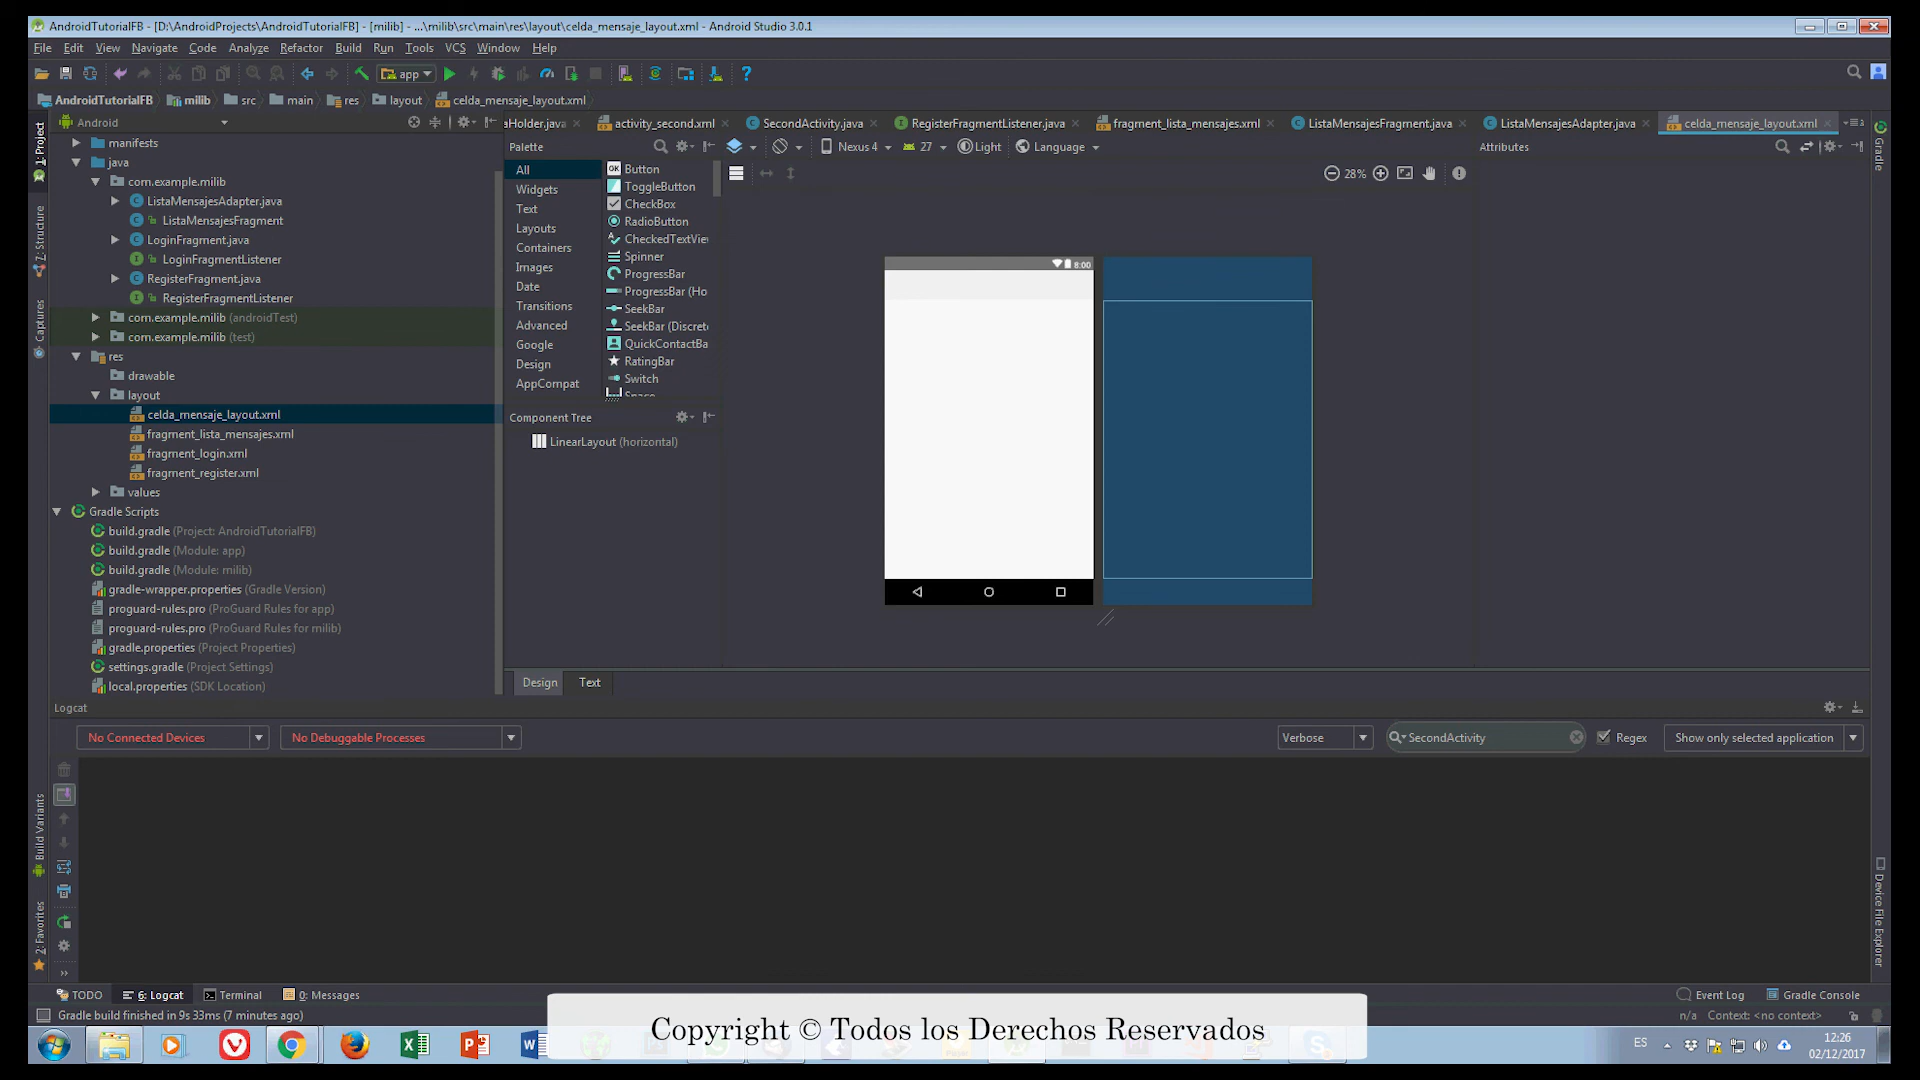 AndroidTutorialFB - [D:\AndroidProjects\AndroidTutorialFB] - [milib] - ...\milib\src\main\res\layout\celda_mensaje_layout.xml - Android Studio 3.0.1
File Edit View Navigate Code Analyze Refactor Build Run Tools VCS Window Help
app
AndroidTutorialFB milib src main res layout celda_mensaje_layout.xml
Android
aHolder.java activity_second.xml SecondActivity.java RegisterFragmentListener.java fragment_lista_mensajes.xml ListaMensajesFragment.java ListaMensajesAdapter.java celda_mensaje_layout.xml
Palette Nexus 4 27 Light Language Attributes
28%
1: Project
7: Structure
Captures
Build Variants
2: Favorites
manifests
java
com.example.milib
ListaMensajesAdapter.java
ListaMensajesFragment
LoginFragment.java
LoginFragmentListener
RegisterFragment.java
RegisterFragmentListener
com.example.milib (androidTest)
com.example.milib (test)
res
drawable
layout
celda_mensaje_layout.xml
fragment_lista_mensajes.xml
fragment_login.xml
fragment_register.xml
values
Gradle Scripts
build.gradle (Project: AndroidTutorialFB)
build.gradle (Module: app)
build.gradle (Module: milib)
gradle-wrapper.properties (Gradle Version)
proguard-rules.pro (ProGuard Rules for app)
proguard-rules.pro (ProGuard Rules for milib)
gradle.properties (Project Properties)
settings.gradle (Project Settings)
local.properties (SDK Location)
All
Widgets
Text
Layouts
Containers
Images
Date
Transitions
Advanced
Google
Design
AppCompat
OK Button
ToggleButton
CheckBox
RadioButton
CheckedTextVie
Spinner
ProgressBar
ProgressBar (Ho
SeekBar
SeekBar (Discret
QuickContactBa
RatingBar
Switch
Space
Component Tree
LinearLayout (horizontal)
8:00
Design Text
Gradle
Device File Explorer
Logcat
No Connected Devices No Debuggable Processes Verbose SecondActivity Regex Show only selected application
TODO 6: Logcat Terminal 0: Messages Event Log Gradle Console
Gradle build finished in 9s 33ms (7 minutes ago) n/a Context: <no context>
Copyright © Todos los Derechos Reservados
ES
12:26
02/12/2017